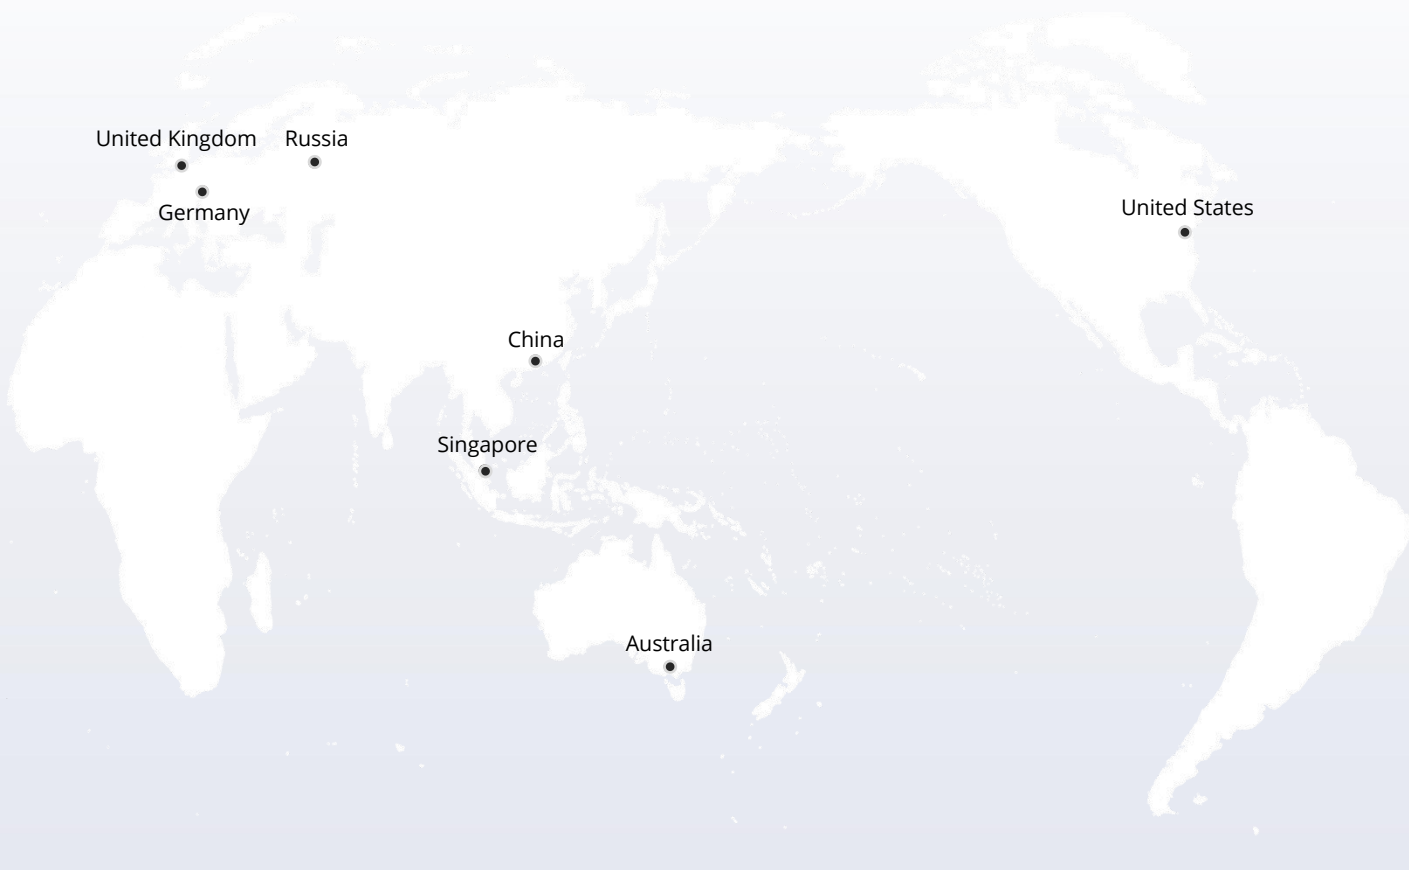 United Kingdom
Russia
Germany
United States
China
Singapore
Australia